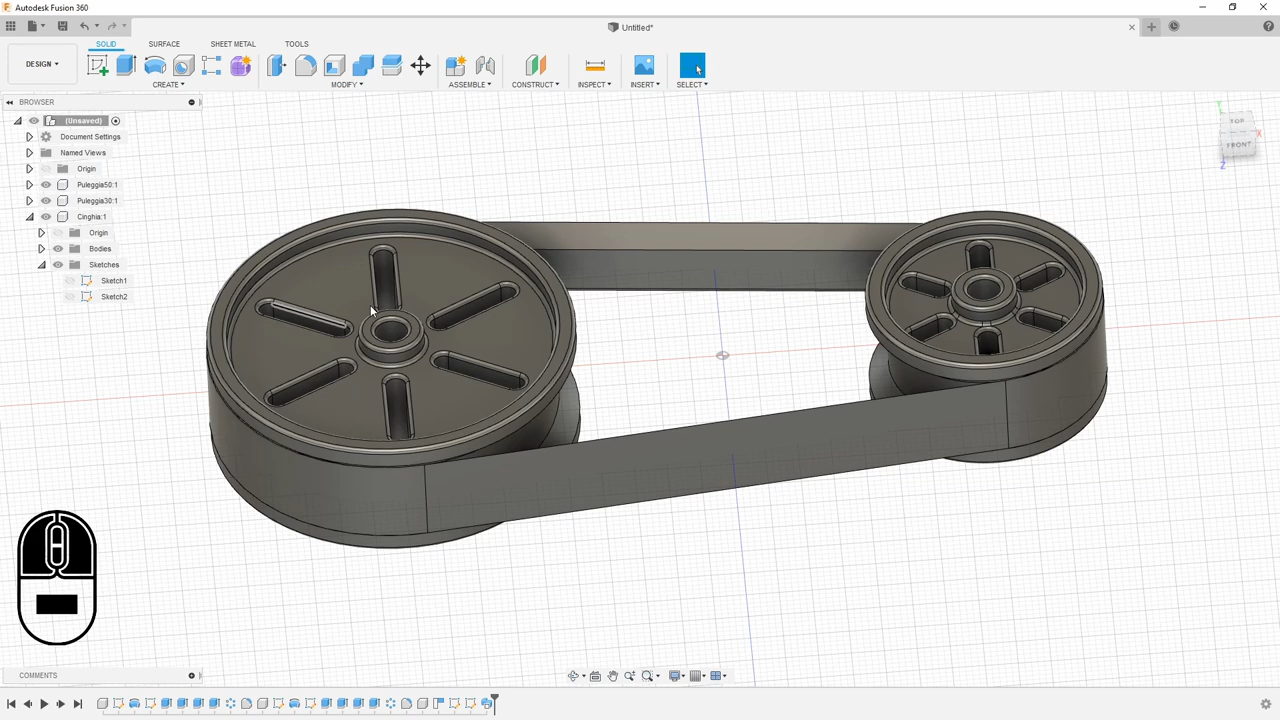 Autodesk Fusion 360
Untitled*
SOLID SURFACE SHEET METAL TOOLS
DESIGN
CREATE MODIFY ASSEMBLE CONSTRUCT INSPECT INSERT SELECT
BROWSER
(Unsaved)
Document Settings
Named Views
Origin
Puleggia50:1
Puleggia30:1
Cinghia:1
Origin
Bodies
Sketches
Sketch1
Sketch2
Y
TOP
X
FRONT
Z
COMMENTS